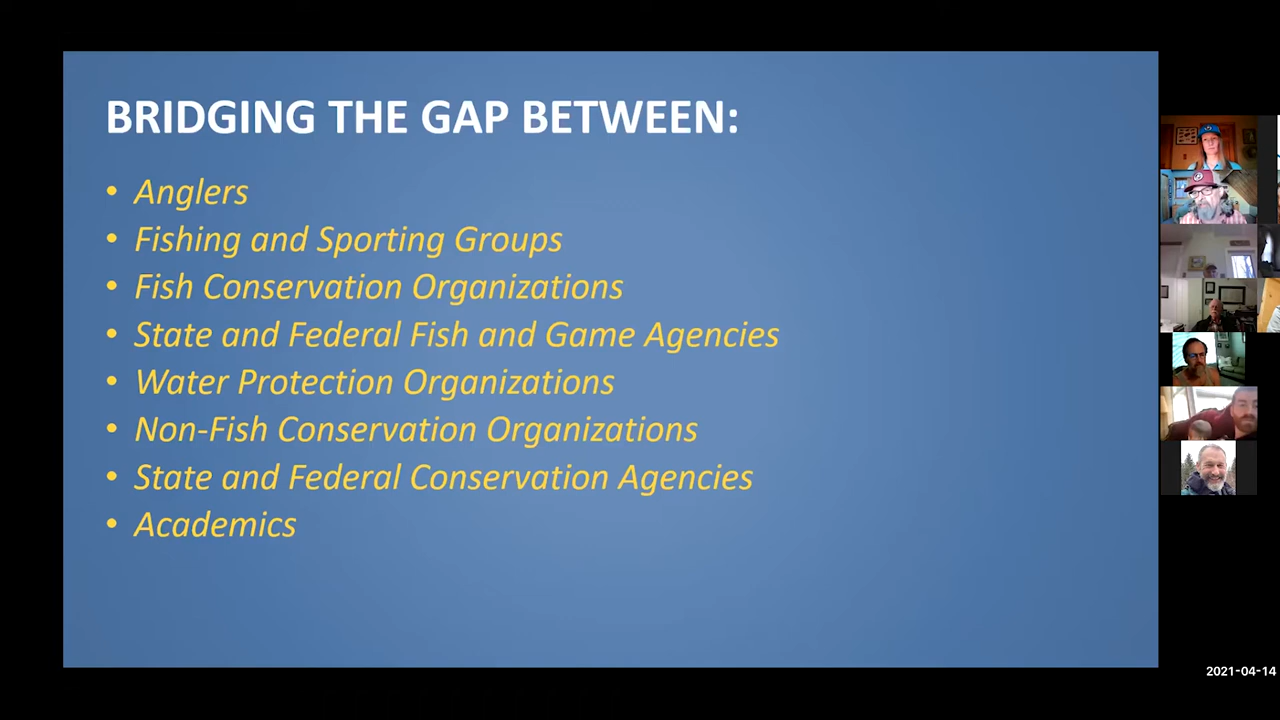 BRIDGING THE GAP BETWEEN:
• Anglers
• Fishing and Sporting Groups
• Fish Conservation Organizations
• State and Federal Fish and Game Agencies
• Water Protection Organizations
• Non-Fish Conservation Organizations
• State and Federal Conservation Agencies
• Academics
2021-04-14